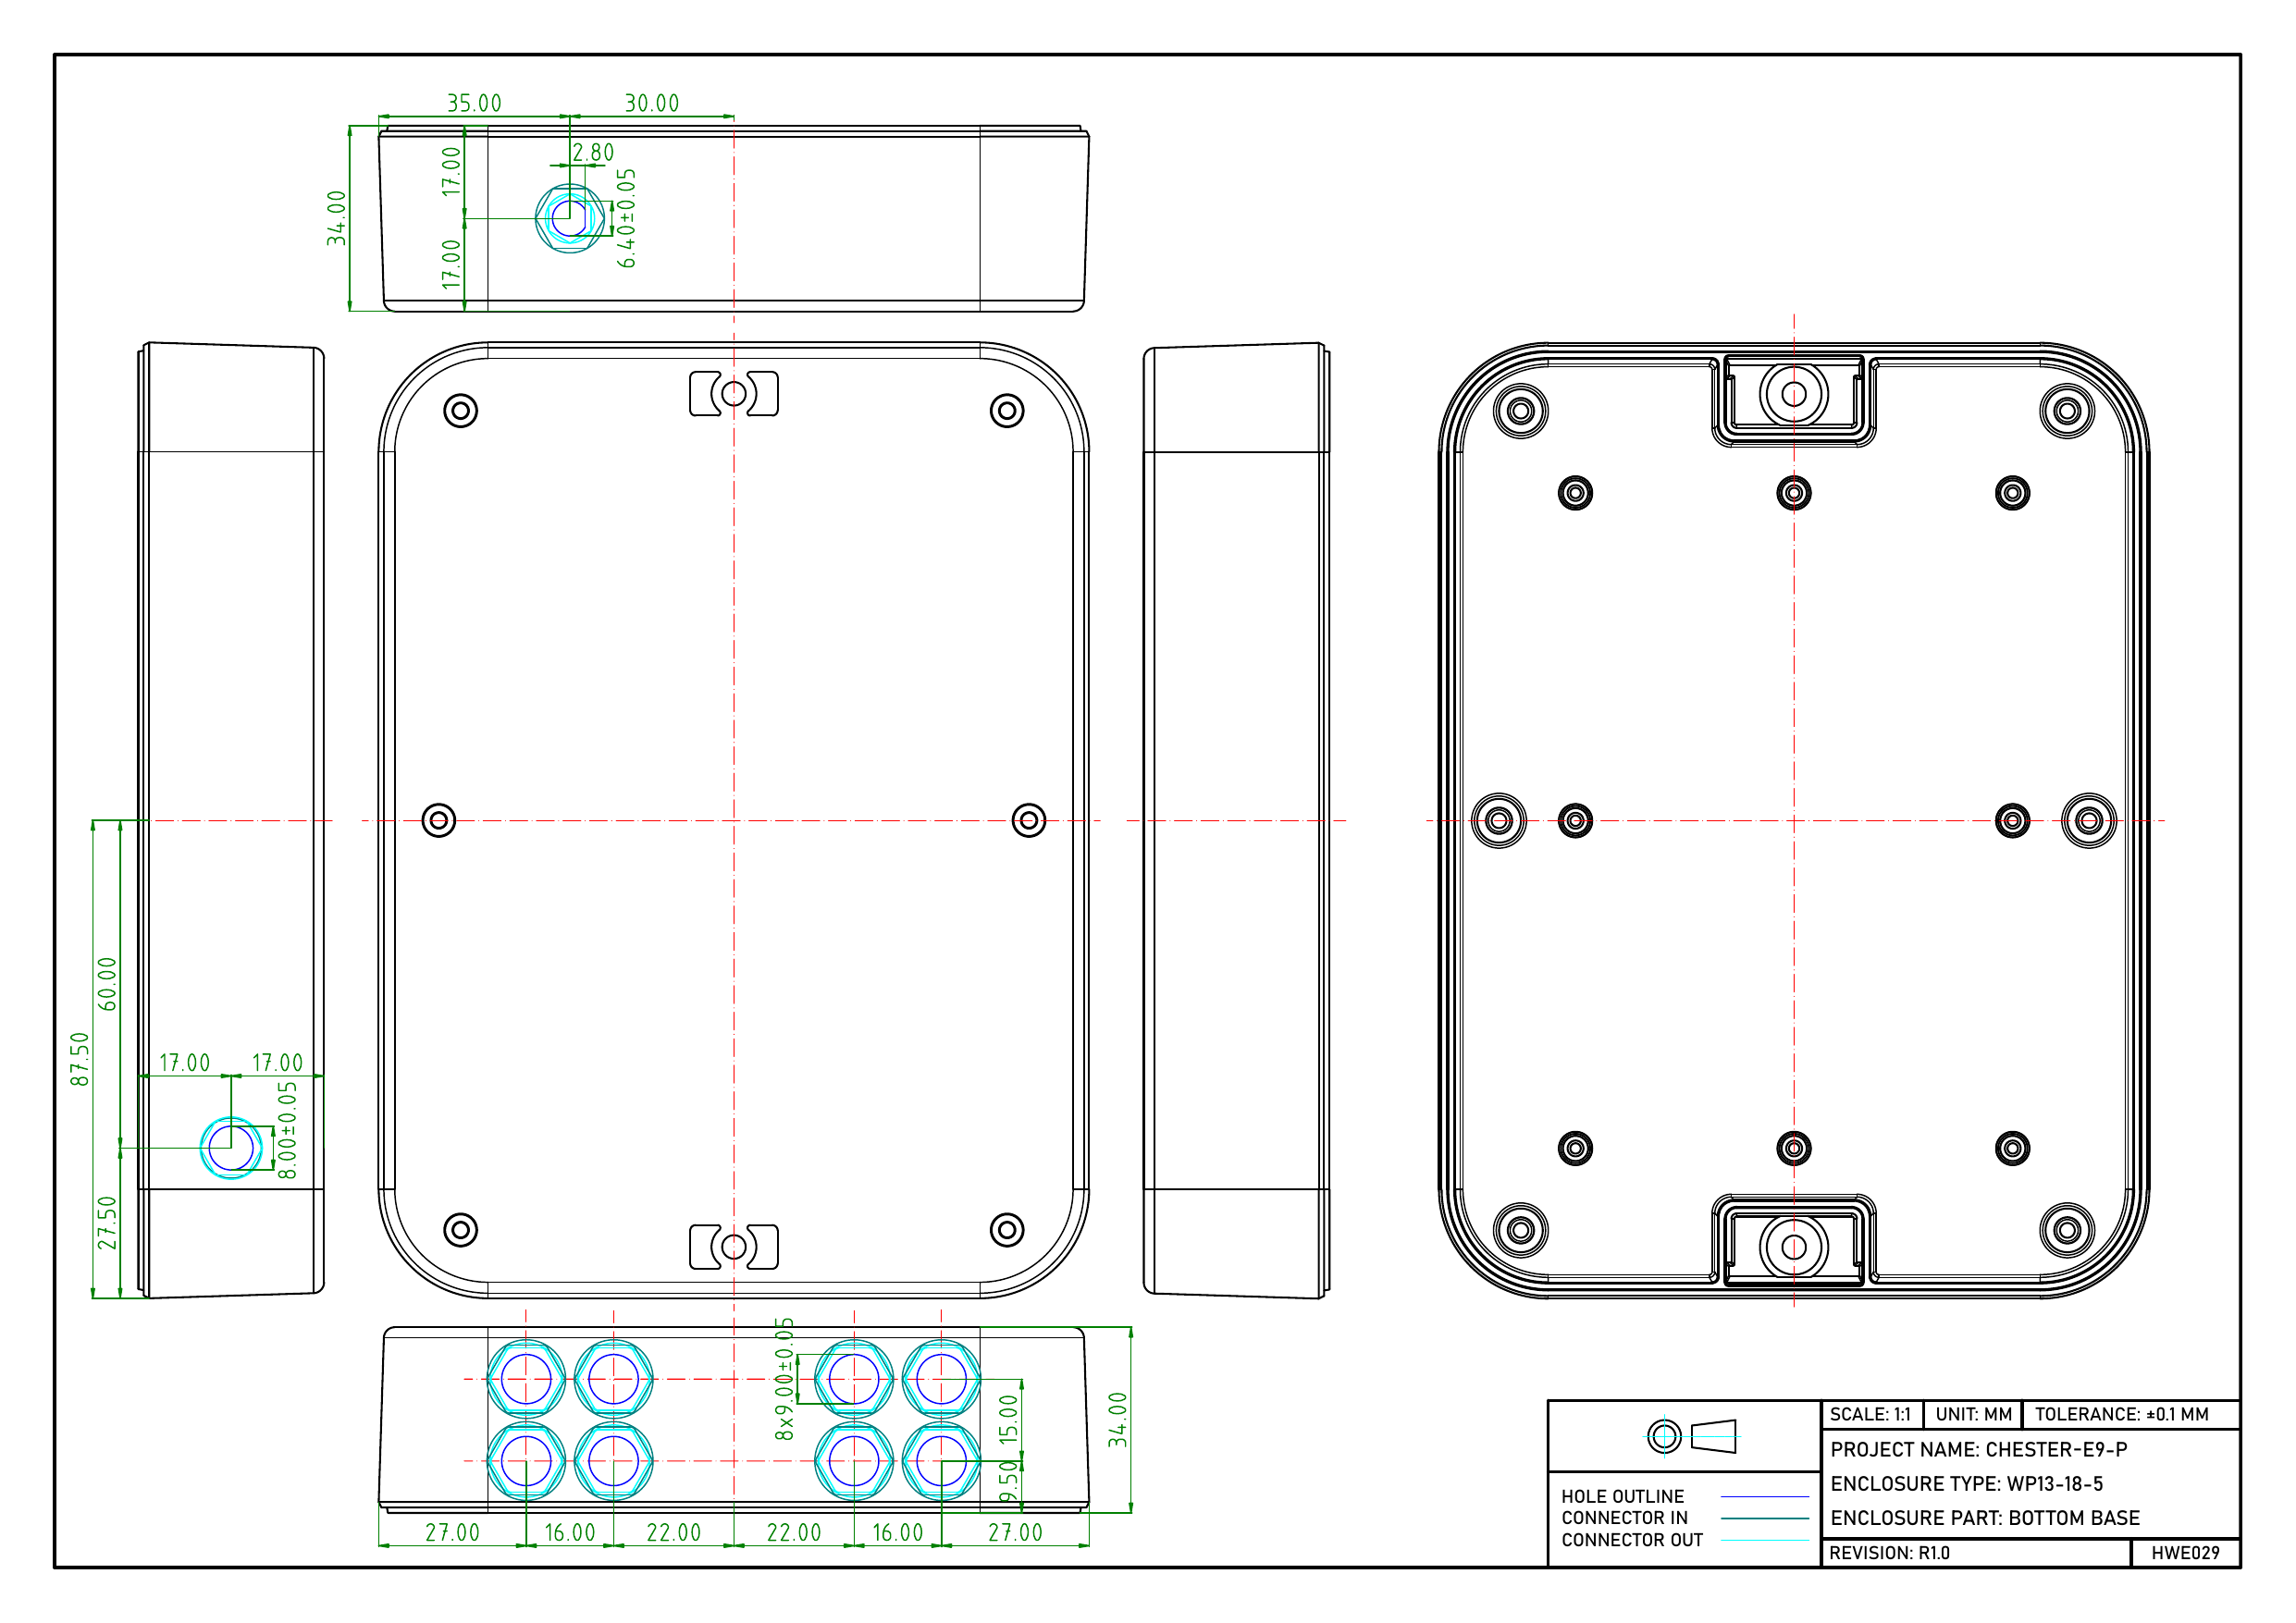 35.00
30.00
2.80
17.00
6.40±0.05
34.00
17.00
60.00
87.50
17.00
17.00
8.00±0.05
27.50
8x9.00±0.05
15.00
34.00
9.50
27.00
16.00
22.00
22.00
16.00
27.00
SCALE: 1:1
UNIT: MM
TOLERANCE: ±0.1 MM
PROJECT NAME: CHESTER-E9-P
ENCLOSURE TYPE: WP13-18-5
ENCLOSURE PART: BOTTOM BASE
HOLE OUTLINE
CONNECTOR IN
CONNECTOR OUT
REVISION: R1.0
HWE029